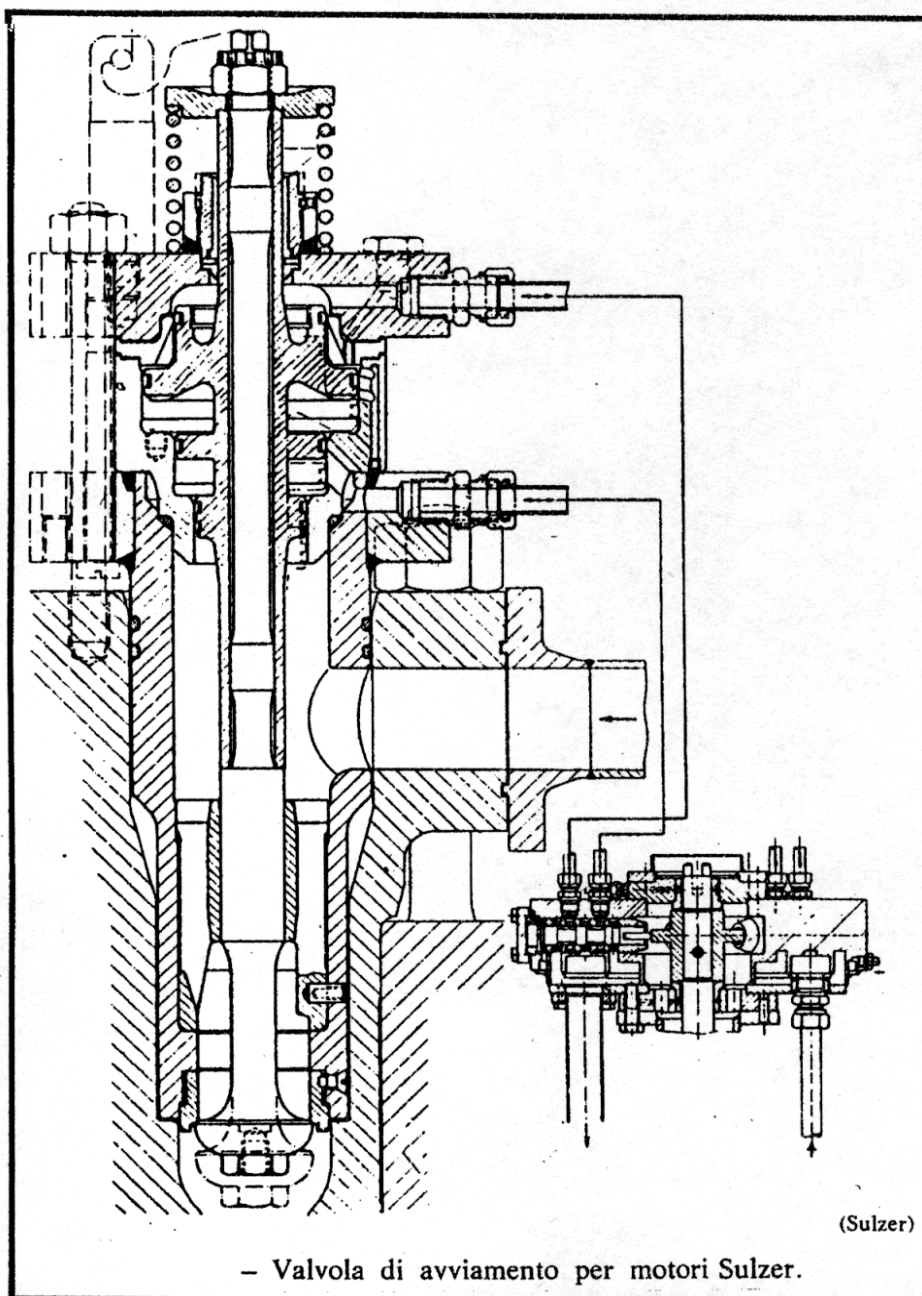 (Sulzer)
– Valvola di avviamento per motori Sulzer.